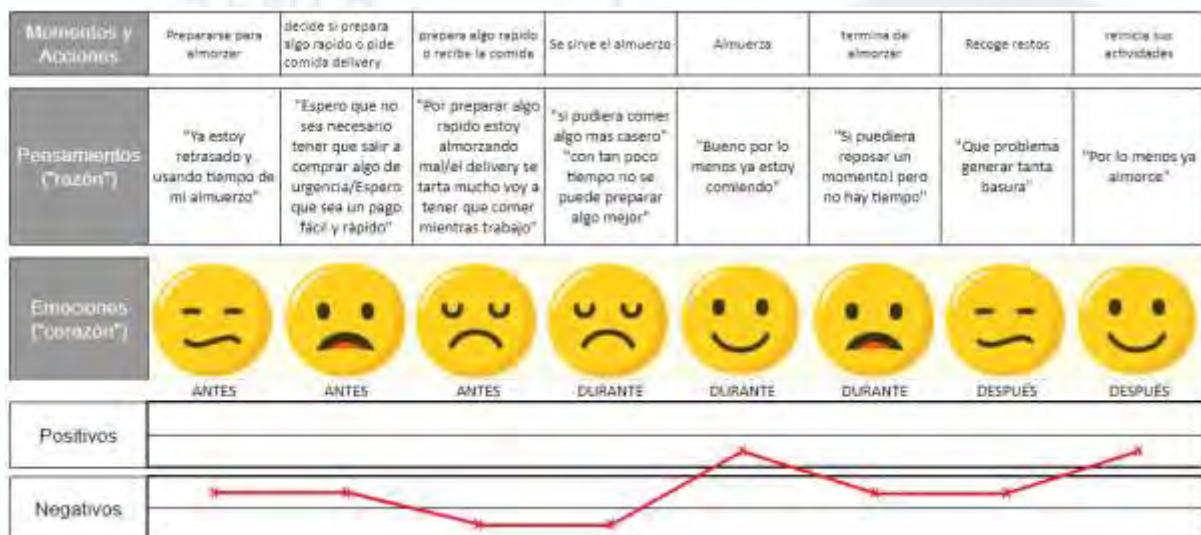 Momentos y
Acciones
Prepararse para
almorzar
decide si prepara
algo rapido o pide
comida delivery
prepara algo rapido
o recibe la comida
Se sirve el almuerzo
Almuerza
termina de
almorzar
Recoge restos
reinicia sus
actividades
Pensamientos
("razón")
"Ya estoy
retrasado y
usando tiempo de
mi almuerzo"
"Espero que no
sea necesario
tener que salir a
comprar algo de
urgencia/Espero
que sea un pago
fácil y rápido"
"Por preparar algo
rapido estoy
almorzando
mal/el delivery se
tarta mucho voy a
tener que comer
mientras trabajo"
"si pudiera comer
algo mas casero"
"con tan poco
tiempo no se
puede preparar
algo mejor"
"Bueno por lo
menos ya estoy
comiendo"
"Si puediera
reposar un
momento! pero
no hay tiempo"
"Que problema
generar tanta
basura"
"Por lo menos ya
almorce"
Emociones
("corazón")
ANTES
ANTES
ANTES
DURANTE
DURANTE
DURANTE
DESPUÉS
DESPUÉS
Positivos
Negativos